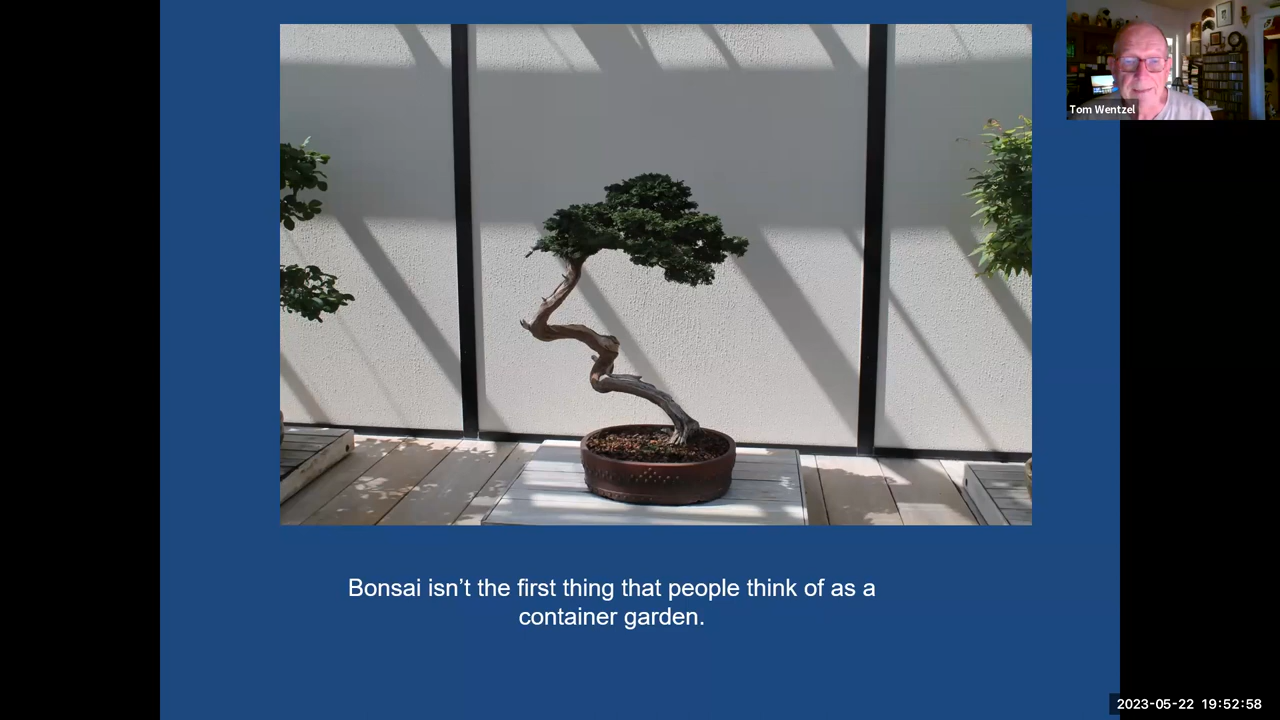 Tom Wentzel
Bonsai isn’t the first thing that people think of as a
container garden.
2023-05-22 19:52:58